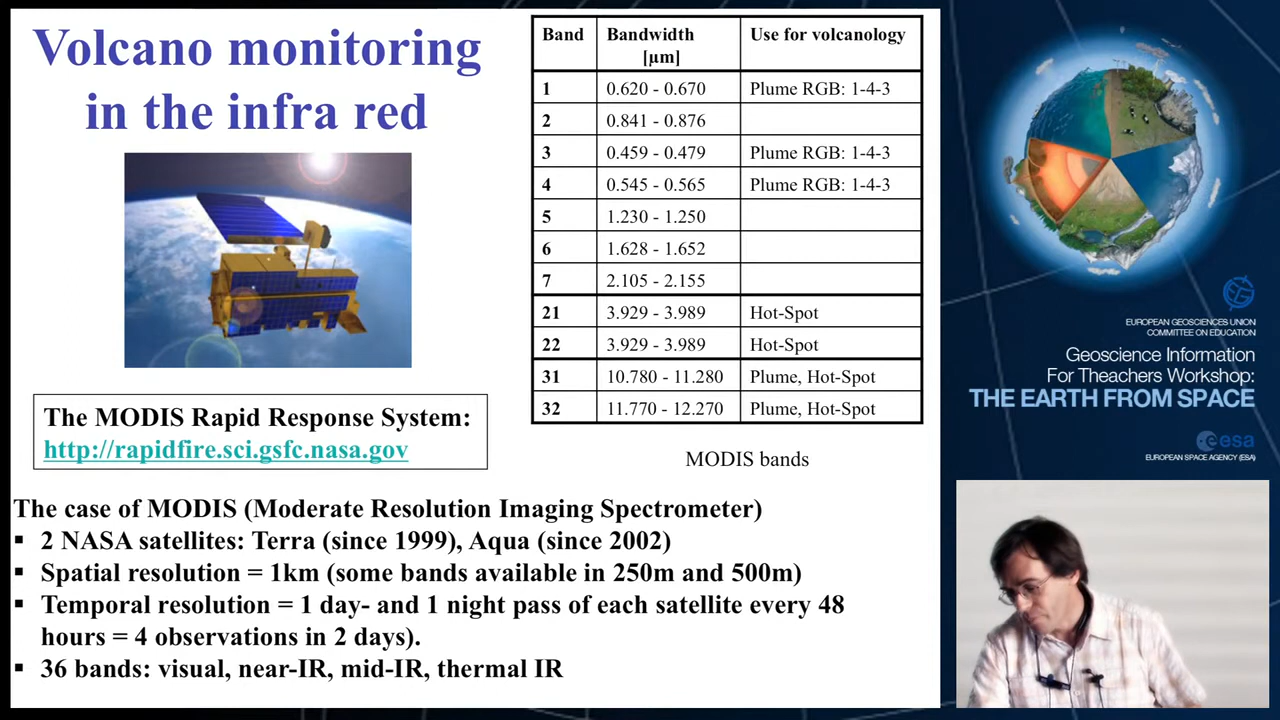 Volcano monitoring
in the infra red
The MODIS Rapid Response System:
http://rapidfire.sci.gsfc.nasa.gov
Band Bandwidth [µm] Use for volcanology
1 0.620 - 0.670 Plume RGB: 1-4-3
2 0.841 - 0.876
3 0.459 - 0.479 Plume RGB: 1-4-3
4 0.545 - 0.565 Plume RGB: 1-4-3
5 1.230 - 1.250
6 1.628 - 1.652
7 2.105 - 2.155
21 3.929 - 3.989 Hot-Spot
22 3.929 - 3.989 Hot-Spot
31 10.780 - 11.280 Plume, Hot-Spot
32 11.770 - 12.270 Plume, Hot-Spot
MODIS bands
The case of MODIS (Moderate Resolution Imaging Spectrometer)
▪ 2 NASA satellites: Terra (since 1999), Aqua (since 2002)
▪ Spatial resolution = 1km (some bands available in 250m and 500m)
▪ Temporal resolution = 1 day- and 1 night pass of each satellite every 48
hours = 4 observations in 2 days).
▪ 36 bands: visual, near-IR, mid-IR, thermal IR
EUROPEAN GEOSCIENCES UNION
COMMITTEE ON EDUCATION
Geoscience Information
For Theachers Workshop:
THE EARTH FROM SPACE
esa
EUROPEAN SPACE AGENCY (ESA)